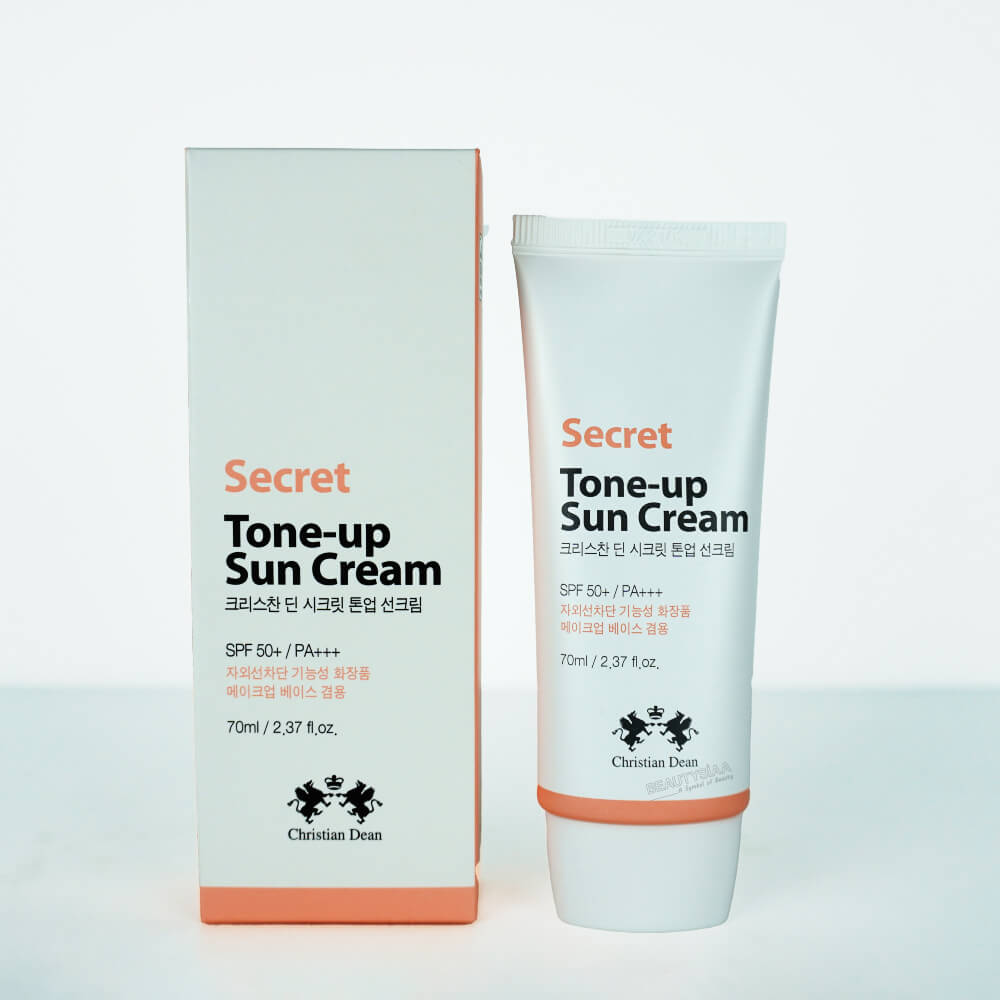 Secret
Tone-up
Sun Cream
크리스찬 딘 시크릿 톤업 선크림
SPF 50+ / PA+++
자외선차단 기능성 화장품
메이크업 베이스 겸용
70ml / 2.37 fl.oz.
Christian Dean
Secret
Tone-up
Sun Cream
크리스찬 딘 시크릿 톤업 선크림
SPF 50+ / PA+++
자외선차단 기능성 화장품
메이크업 베이스 겸용
70ml / 2.37 fl.oz.
Christian Dean
BEAUTYSIAA
A Symbol of Beauty